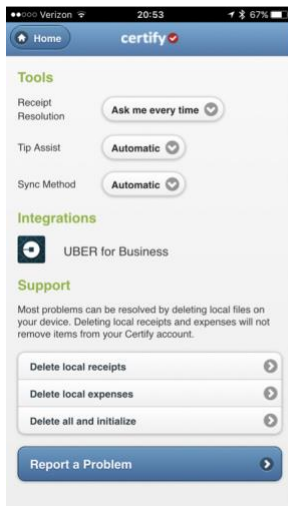 Verizon 20:53 67%
Home certify
Tools
Receipt
Resolution
Ask me every time
Tip Assist Automatic
Sync Method Automatic
Integrations
UBER for Business
Support
Most problems can be resolved by deleting local files on
your device. Deleting local receipts and expenses will not
remove items from your Certify account.
Delete local receipts
Delete local expenses
Delete all and initialize
Report a Problem